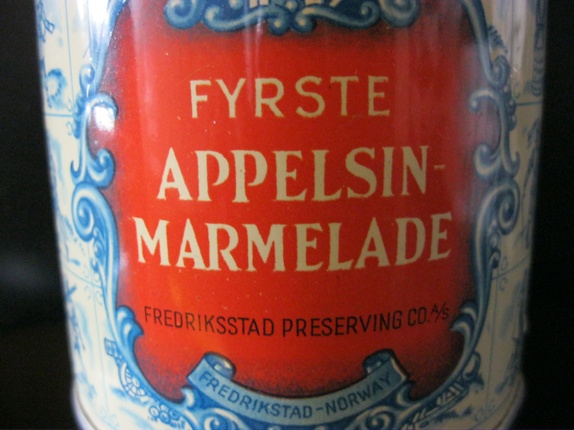 FYRSTE
APPELSIN-
MARMELADE
FREDRIKSSTAD PRESERVING CO. A/S
FREDRIKSTAD-NORWAY